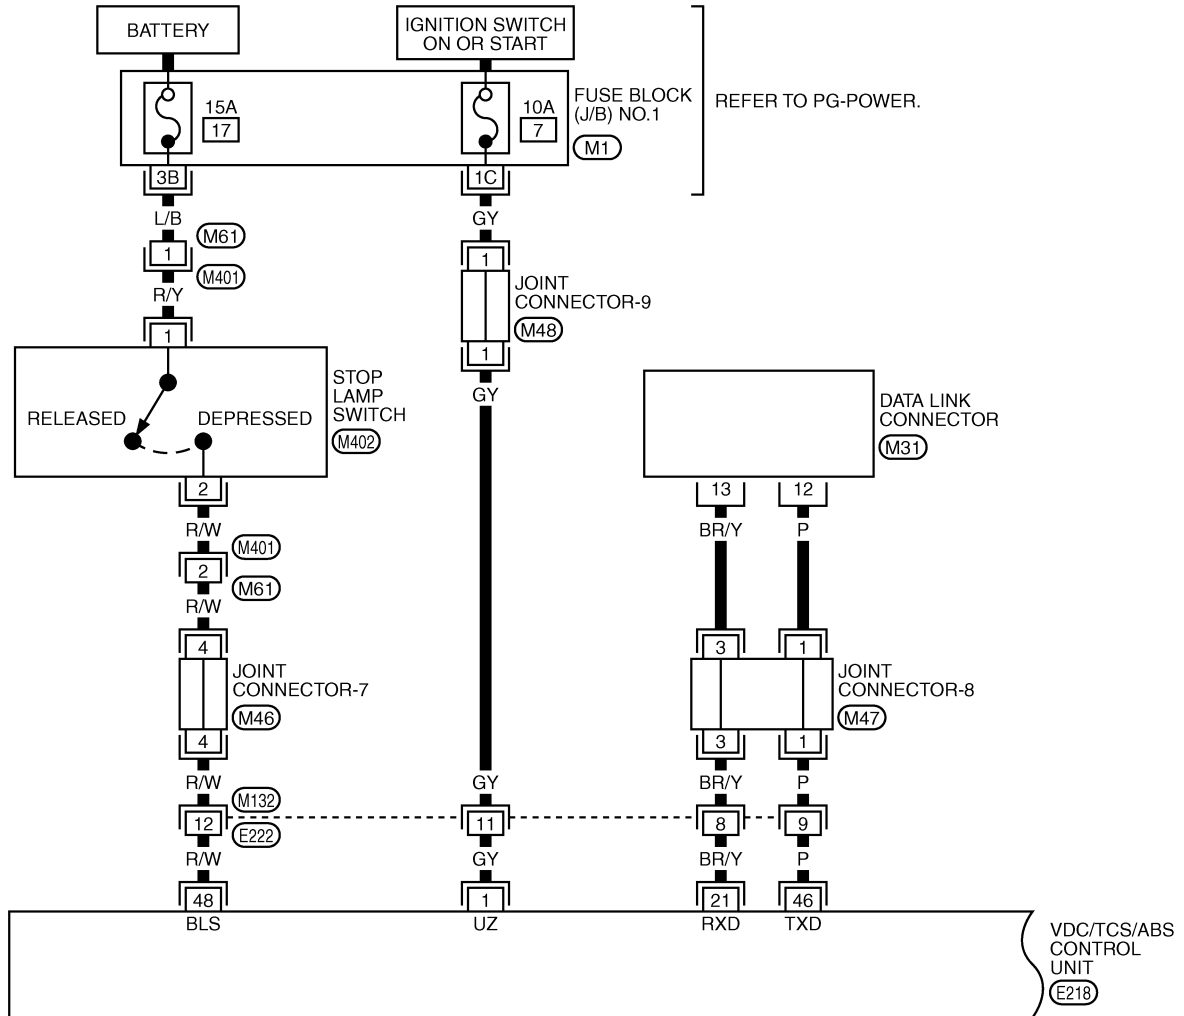 BATTERY
IGNITION SWITCH
ON OR START
15A
17
10A
7
FUSE BLOCK
(J/B) NO.1
M1
REFER TO PG-POWER.
3B
1C
L/B
GY
M61
1
M401
R/Y
1
1
JOINT
CONNECTOR-9
M48
1
GY
RELEASED
DEPRESSED
STOP
LAMP
SWITCH
M402
2
R/W
M401
2
M61
R/W
DATA LINK
CONNECTOR
M31
13
12
BR/Y
P
4
JOINT
CONNECTOR-7
M46
4
3
1
JOINT
CONNECTOR-8
M47
3
1
R/W
GY
BR/Y
P
M132
12
11
8
9
E222
R/W
GY
BR/Y
P
48
1
21
46
BLS
UZ
RXD
TXD
VDC/TCS/ABS
CONTROL
UNIT
E218